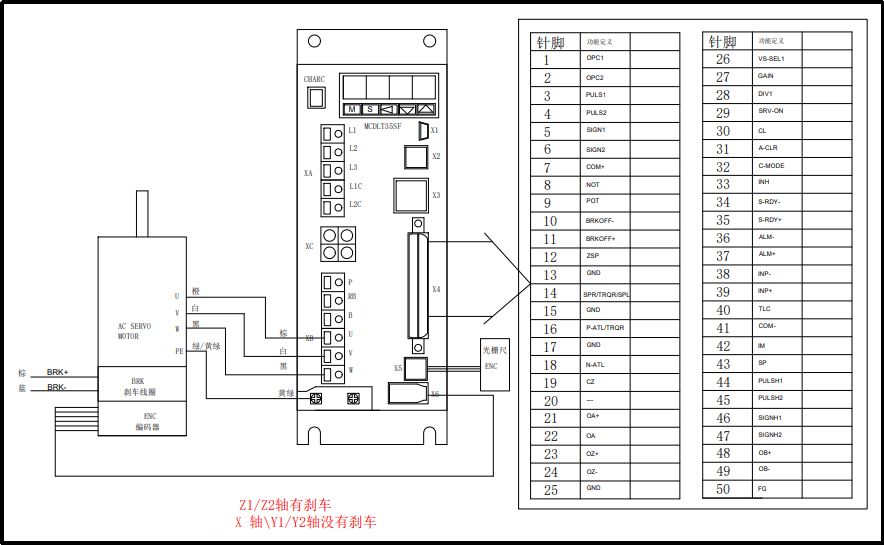 CHARC
M S
MCDLT35SF
X1
X2
X3
X4
X5
X6
XA
L1
L2
L3
L1C
L2C
XC
XB
P
RB
B
U
V
W
棕
白
黑
黄绿
光栅尺
ENC
AC SERVO
MOTOR
U
V
W
PE
橙
白
黑
绿/黄绿
BRK
刹车线圈
ENC
编码器
棕 BRK+
蓝 BRK-
Z1/Z2轴有刹车
X 轴\Y1/Y2轴没有刹车
针脚 功能定义
1 OPC1
2 OPC2
3 PULS1
4 PULS2
5 SIGN1
6 SIGN2
7 COM+
8 NOT
9 POT
10 BRKOFF-
11 BRKOFF+
12 ZSP
13 GND
14 SPR/TRQR/SPL
15 GND
16 P-ATL/TRQR
17 GND
18 N-ATL
19 CZ
20 ---
21 OA+
22 OA
23 OZ+
24 OZ-
25 GND
针脚 功能定义
26 VS-SEL1
27 GAIN
28 DIV1
29 SRV-ON
30 CL
31 A-CLR
32 C-MODE
33 INH
34 S-RDY-
35 S-RDY+
36 ALM-
37 ALM+
38 INP-
39 INP+
40 TLC
41 COM-
42 IM
43 SP
44 PULSH1
45 PULSH2
46 SIGNH1
47 SIGNH2
48 OB+
49 OB-
50 FG